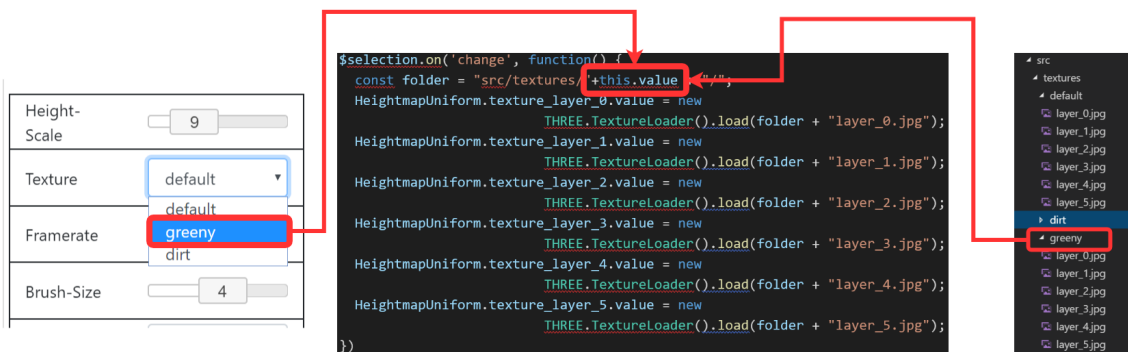 Height-
Scale
9
Texture
default
default
greeny
dirt
Framerate
Brush-Size
4
$selection.on('change', function() {
const folder = "src/textures/"+this.value + "/";
HeightmapUniform.texture_layer_0.value = new
THREE.TextureLoader().load(folder + "layer_0.jpg");
HeightmapUniform.texture_layer_1.value = new
THREE.TextureLoader().load(folder + "layer_1.jpg");
HeightmapUniform.texture_layer_2.value = new
THREE.TextureLoader().load(folder + "layer_2.jpg");
HeightmapUniform.texture_layer_3.value = new
THREE.TextureLoader().load(folder + "layer_3.jpg");
HeightmapUniform.texture_layer_4.value = new
THREE.TextureLoader().load(folder + "layer_4.jpg");
HeightmapUniform.texture_layer_5.value = new
THREE.TextureLoader().load(folder + "layer_5.jpg");
})
src
textures
default
layer_0.jpg
layer_1.jpg
layer_2.jpg
layer_3.jpg
layer_4.jpg
layer_5.jpg
dirt
greeny
layer_0.jpg
layer_1.jpg
layer_2.jpg
layer_3.jpg
layer_4.jpg
layer_5.jpg